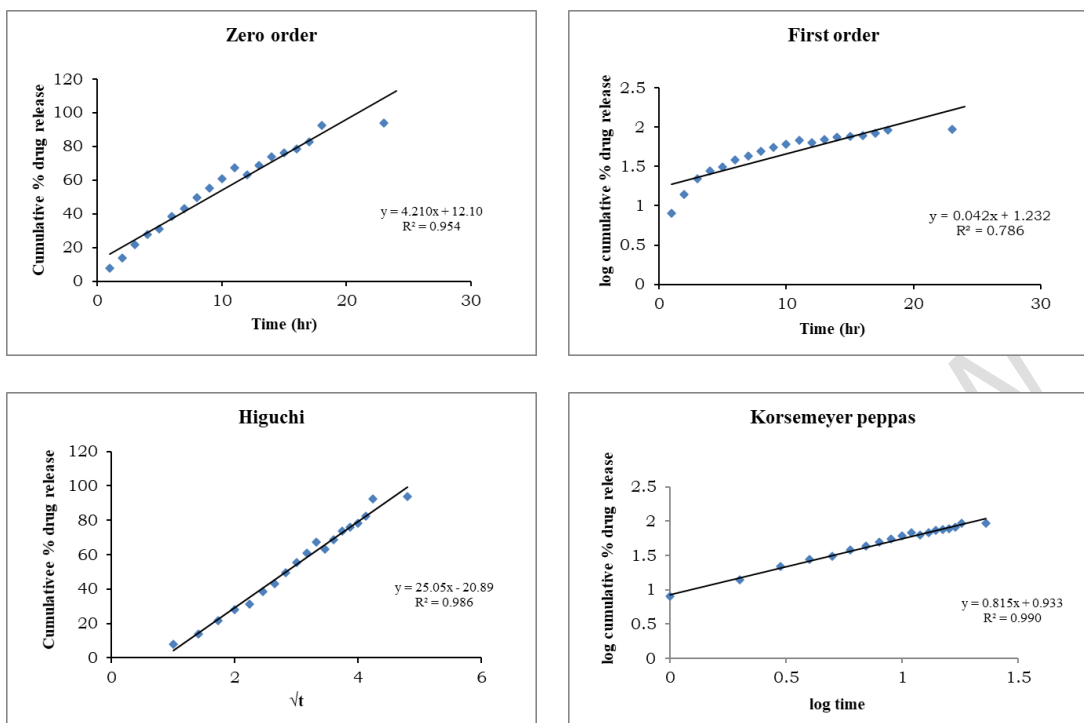 Zero order
Cumulative % drug release
120
100
80
60
40
20
0
0
10
20
30
y = 4.210x + 12.10
R² = 0.954
Time (hr)
First order
log cumulative % drug release
2.5
2
1.5
1
0.5
0
0
10
20
30
y = 0.042x + 1.232
R² = 0.786
Time (hr)
Higuchi
Cumulativee % drug release
120
100
80
60
40
20
0
0
2
4
6
y = 25.05x - 20.89
R² = 0.986
√t
Korsemeyer peppas
log cumulative % drug release
2.5
2
1.5
1
0.5
0
0
0.5
1
1.5
y = 0.815x + 0.933
R² = 0.990
log time